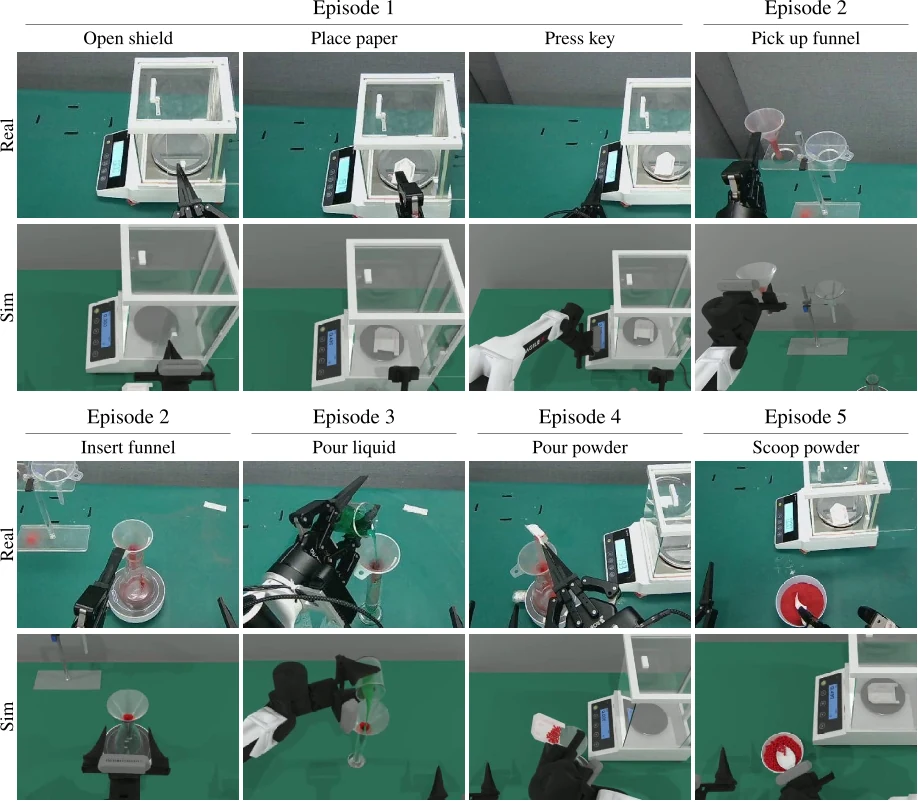 Episode 1
Episode 2
Open shield
Place paper
Press key
Pick up funnel
Real
Sim
Episode 2
Episode 3
Episode 4
Episode 5
Insert funnel
Pour liquid
Pour powder
Scoop powder
Real
Sim